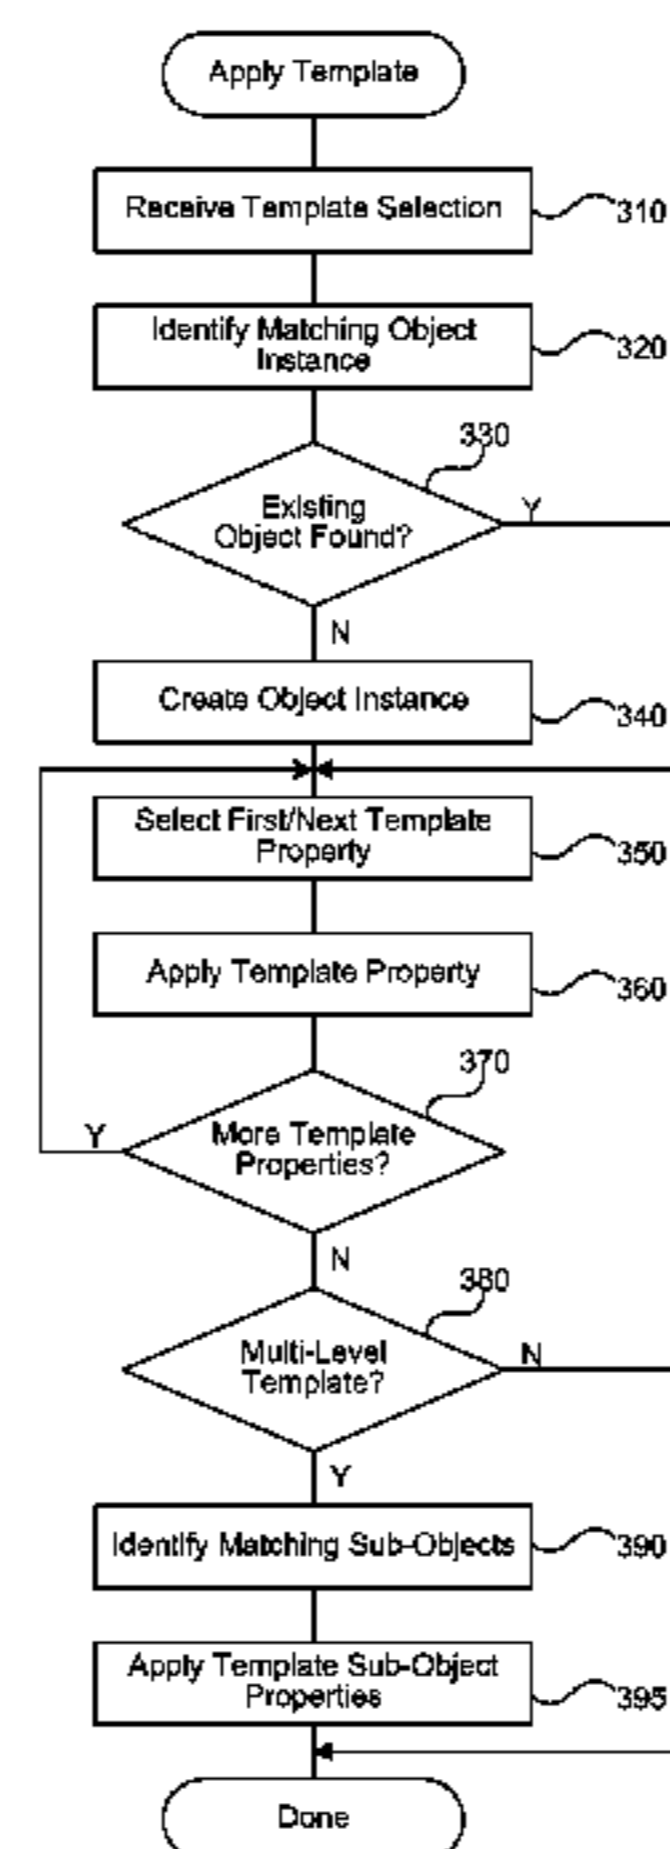 Apply Template
Receive Template Selection
310
Identify Matching Object
Instance
320
330
Existing
Object Found?
Y
N
Create Object Instance
340
Select First/Next Template
Property
350
Apply Template Property
360
370
More Template
Properties?
Y
N
380
Multi-Level
Template?
N
Y
Identify Matching Sub-Objects
390
Apply Template Sub-Object
Properties
395
Done